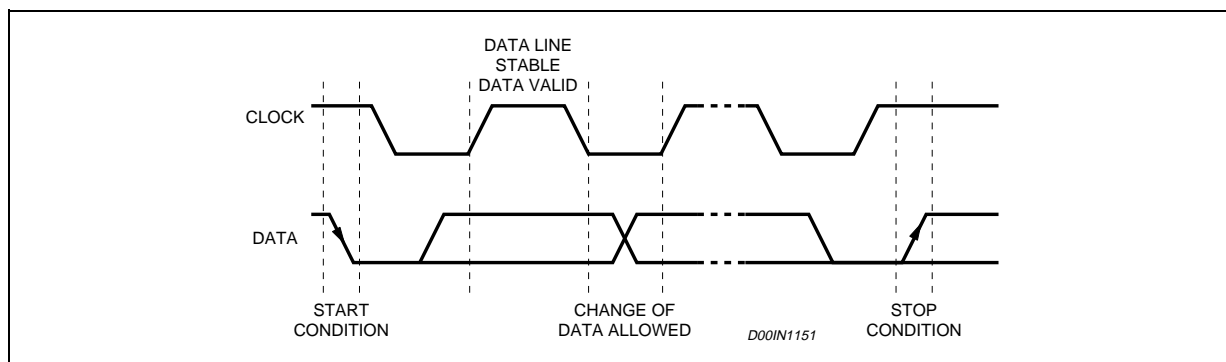 DATA LINE
STABLE
DATA VALID
CLOCK
DATA
START
CONDITION
CHANGE OF
DATA ALLOWED
D00IN1151
STOP
CONDITION